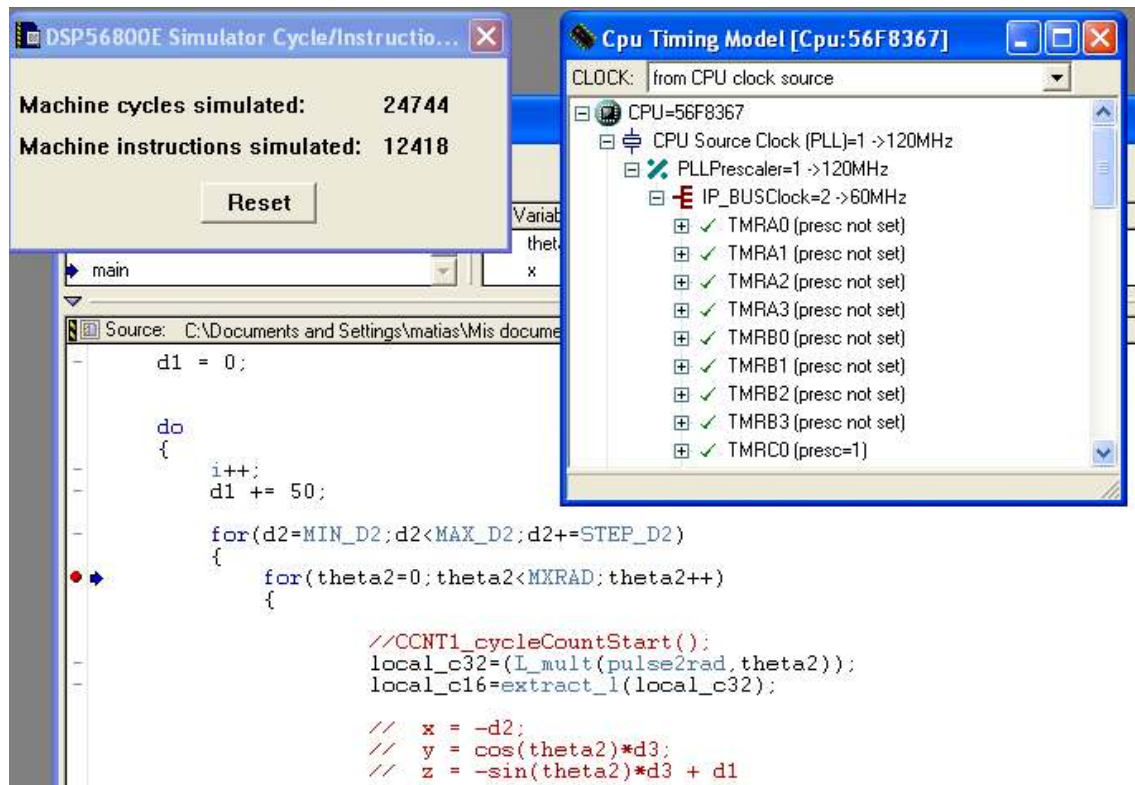 DSP56800E Simulator Cycle/Instructio...
Machine cycles simulated: 24744
Machine instructions simulated: 12418
Reset
Cpu Timing Model [Cpu:56F8367]
CLOCK: from CPU clock source
CPU=56F8367
CPU Source Clock (PLL)=1 ->120MHz
PLLPrescaler=1 ->120MHz
IP_BUSClock=2 ->60MHz
TMRA0 (presc not set)
TMRA1 (presc not set)
TMRA2 (presc not set)
TMRA3 (presc not set)
TMRB0 (presc not set)
TMRB1 (presc not set)
TMRB2 (presc not set)
TMRB3 (presc not set)
TMRC0 (presc=1)
Variab
thet
main
x
Source: C:\Documents and Settings\matias\Mis docume
d1 = 0;
do
{
i++;
d1 += 50;
for(d2=MIN_D2;d2<MAX_D2;d2+=STEP_D2)
{
for(theta2=0;theta2<MXRAD;theta2++)
{
//CCNT1_cycleCountStart();
local_c32=(L_mult(pulse2rad,theta2));
local_c16=extract_l(local_c32);
// x = -d2;
// y = cos(theta2)*d3;
// z = -sin(theta2)*d3 + d1